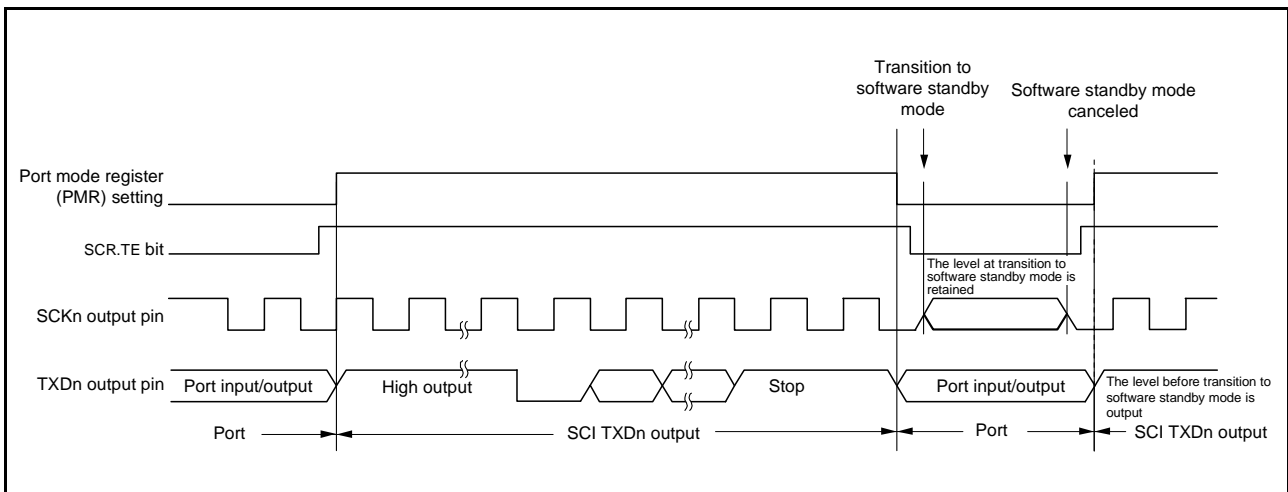 Transition to
software standby
mode
Software standby mode
canceled
Port mode register
(PMR) setting
SCR.TE bit
The level at transition to
software standby mode is
retained
SCKn output pin
TXDn output pin
Port input/output
High output
Stop
Port input/output
The level before transition to
software standby mode is
output
Port
SCI TXDn output
Port
SCI TXDn output